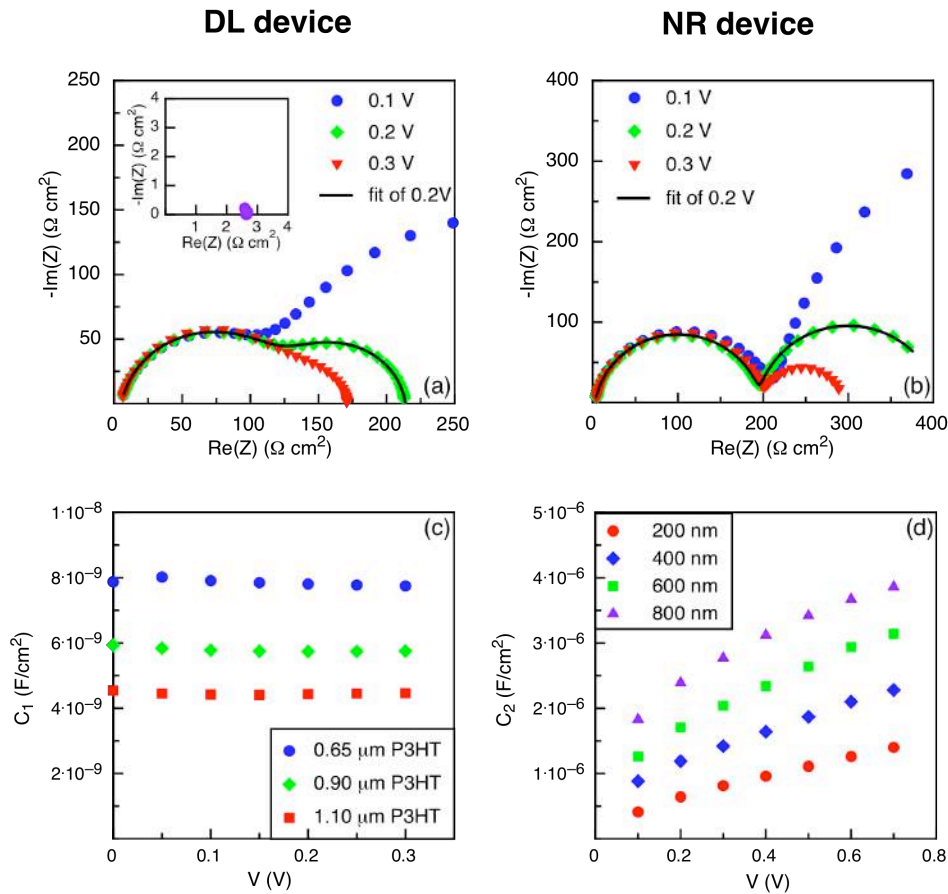 DL device
NR device
250
200
150
100
50
0
0
50
100
150
200
250
-Im(Z) (Ω cm²)
Re(Z) (Ω cm²)
4
3
2
1
0
1
2
3
4
-Im(Z) (Ω cm²)
Re(Z) (Ω cm²)
0.1 V
0.2 V
0.3 V
fit of 0.2V
(a)
400
300
200
100
0
0
100
200
300
400
-Im(Z) (Ω cm²)
Re(Z) (Ω cm²)
0.1 V
0.2 V
0.3 V
fit of 0.2 V
(b)
1·10⁻⁸
8·10⁻⁹
6·10⁻⁹
4·10⁻⁹
2·10⁻⁹
0
0.1
0.2
0.3
C₁ (F/cm²)
V (V)
(c)
0.65 μm P3HT
0.90 μm P3HT
1.10 μm P3HT
5·10⁻⁶
4·10⁻⁶
3·10⁻⁶
2·10⁻⁶
1·10⁻⁶
0
0.2
0.4
0.6
0.8
C₂ (F/cm²)
V (V)
(d)
200 nm
400 nm
600 nm
800 nm